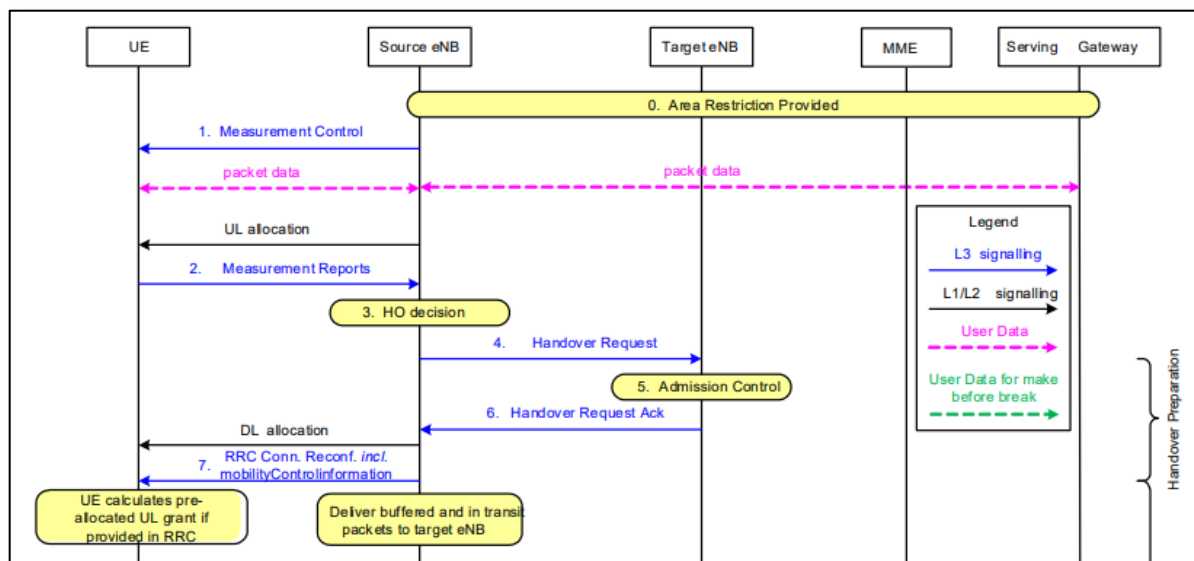 UE
Source eNB
Target eNB
MME
Serving Gateway
0. Area Restriction Provided
1. Measurement Control
packet data
packet data
UL allocation
Legend
L3 signalling
2. Measurement Reports
L1/L2 signalling
3. HO decision
User Data
4. Handover Request
User Data for make
before break
5. Admission Control
6. Handover Request Ack
DL allocation
7. RRC Conn. Reconf. incl.
mobilityControlinformation
Handover Preparation
UE calculates pre-
allocated UL grant if
provided in RRC
Deliver buffered and in transit
packets to target eNB